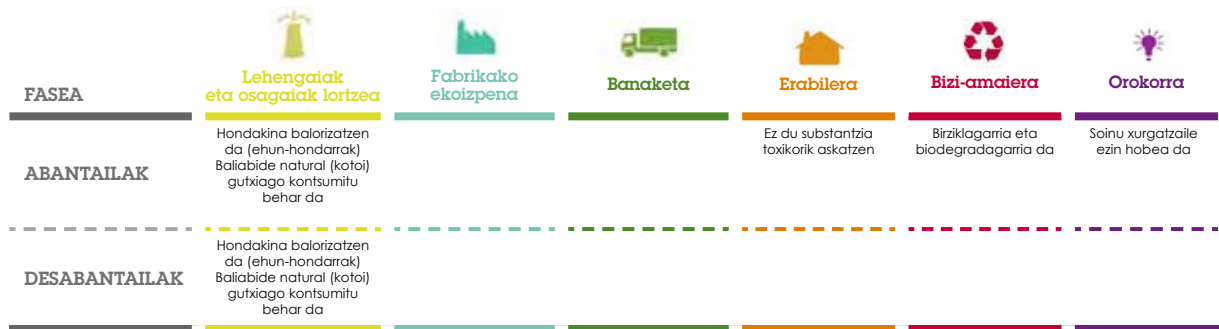 FASEA
Lehengaiak
eta osagaiak lortzea
Fabrikako
ekoizpena
Banaketa
Erabilera
Bizi-amaiera
Orokorra
ABANTAILAK
Hondakina balorizatzen
da (ehun-hondarrak)
Baliabide natural (kotoi)
gutxiago kontsumitu
behar da
Ez du substantzia
toxikorik askatzen
Birziklagarria eta
biodegradagarria da
Soinu xurgatzaile
ezin hobea da
DESABANTAILAK
Hondakina balorizatzen
da (ehun-hondarrak)
Baliabide natural (kotoi)
gutxiago kontsumitu
behar da